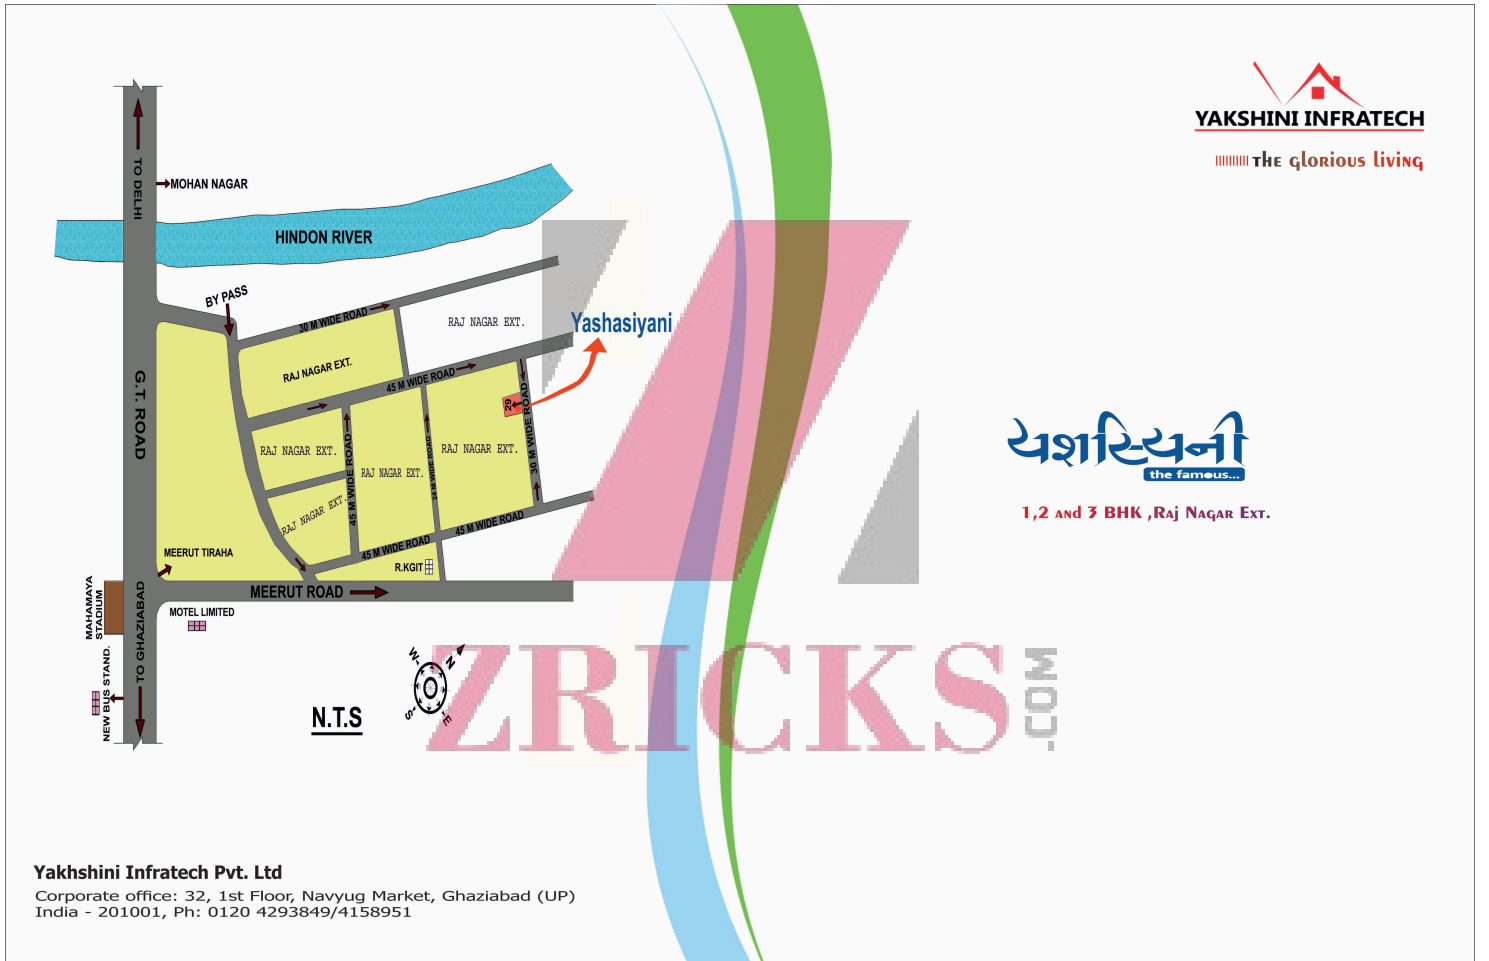 YAKSHINI INFRATECH
THE glorious living
TO DELHI
MOHAN NAGAR
HINDON RIVER
BY PASS
30 M WIDE ROAD
RAJ NAGAR EXT.
Yashasiyani
RAJ NAGAR EXT.
45 M WIDE ROAD
G.T. ROAD
29
30 M WIDE ROAD
RAJ NAGAR EXT.
45 M WIDE ROAD
RAJ NAGAR EXT.
24 M WIDE ROAD
RAJ NAGAR EXT.
RAJ NAGAR EXT.
45 M WIDE ROAD
45 M WIDE ROAD
MEERUT TIRAHA
R.KGIT
MEERUT ROAD
MAHAMAYA
STADIUM
TO GHAZIABAD
MOTEL LIMITED
NEW BUS STAND.
N.T.S
W
N
S
E
यशस्यिनी
the famous...
1,2 AND 3 BHK ,Raj Nagar Ext.
ZRICKS
.COM
Yakhshini Infratech Pvt. Ltd
Corporate office: 32, 1st Floor, Navyug Market, Ghaziabad (UP)
India - 201001, Ph: 0120 4293849/4158951